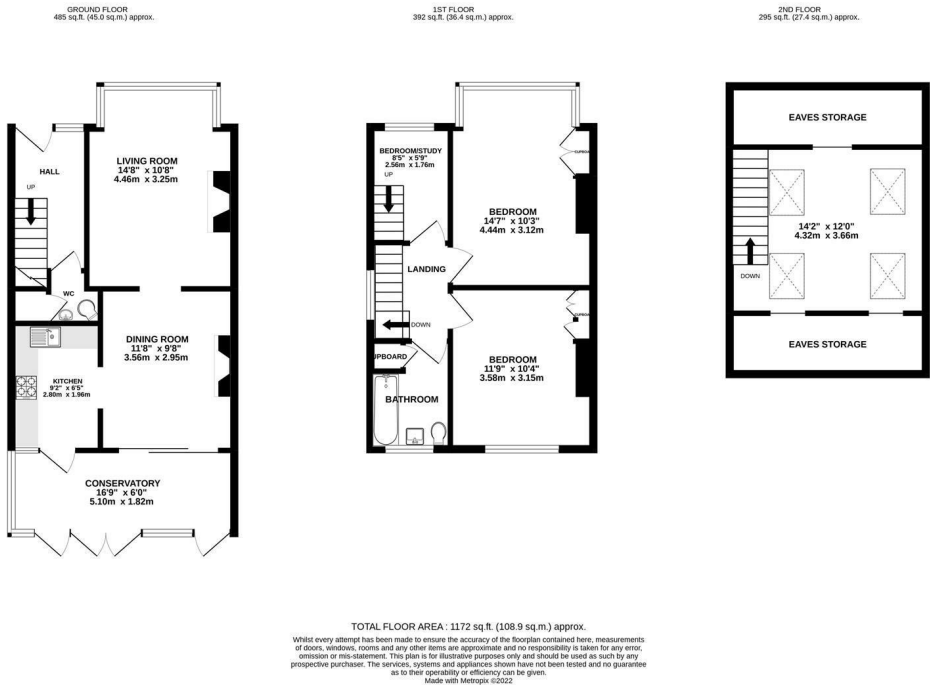 GROUND FLOOR
485 sq.ft. (45.0 sq.m.) approx.
1ST FLOOR
392 sq.ft. (36.4 sq.m.) approx.
2ND FLOOR
295 sq.ft. (27.4 sq.m.) approx.
HALL
UP
LIVING ROOM
14'8" x 10'8"
4.46m x 3.25m
WC
DINING ROOM
11'8" x 9'8"
3.56m x 2.95m
KITCHEN
9'2" x 6'5"
2.80m x 1.96m
CONSERVATORY
16'9" x 6'0"
5.10m x 1.82m
BEDROOM/STUDY
8'5" x 5'9"
2.56m x 1.76m
UP
CUPBOA
BEDROOM
14'7" x 10'3"
4.44m x 3.12m
LANDING
DOWN
CUPBOA
BEDROOM
11'9" x 10'4"
3.58m x 3.15m
UPBOARD
BATHROOM
EAVES STORAGE
14'2" x 12'0"
4.32m x 3.66m
DOWN
EAVES STORAGE
TOTAL FLOOR AREA : 1172 sq.ft. (108.9 sq.m.) approx.
Whilst every attempt has been made to ensure the accuracy of the floorplan contained here, measurements
of doors, windows, rooms and any other items are approximate and no responsibility is taken for any error,
omission or mis-statement. This plan is for illustrative purposes only and should be used as such by any
prospective purchaser. The services, systems and appliances shown have not been tested and no guarantee
as to their operability or efficiency can be given.
Made with Metropix ©2022